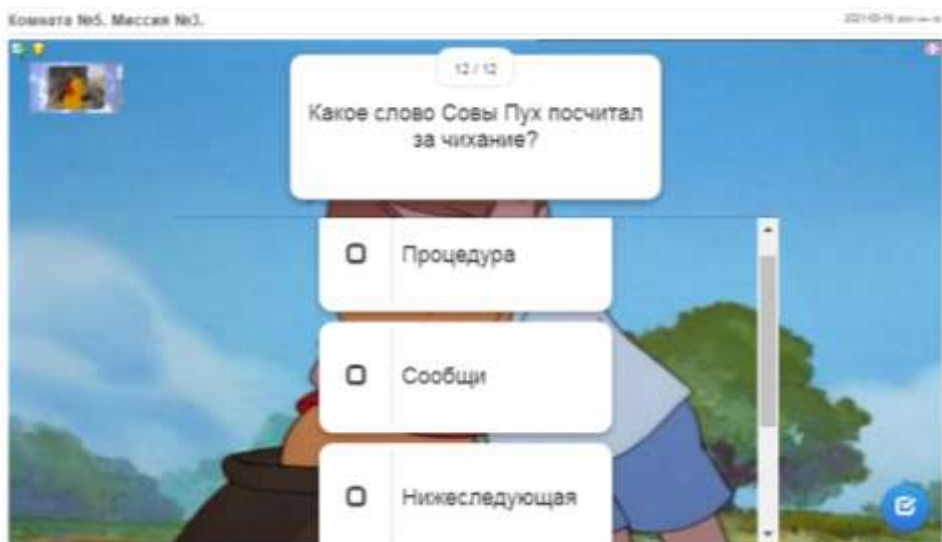 Комната №5. Миссия №3.
12 / 12
Какое слово Совы Пух посчитал
за чихание?
Процедура
Сообщи
Нижеследующая